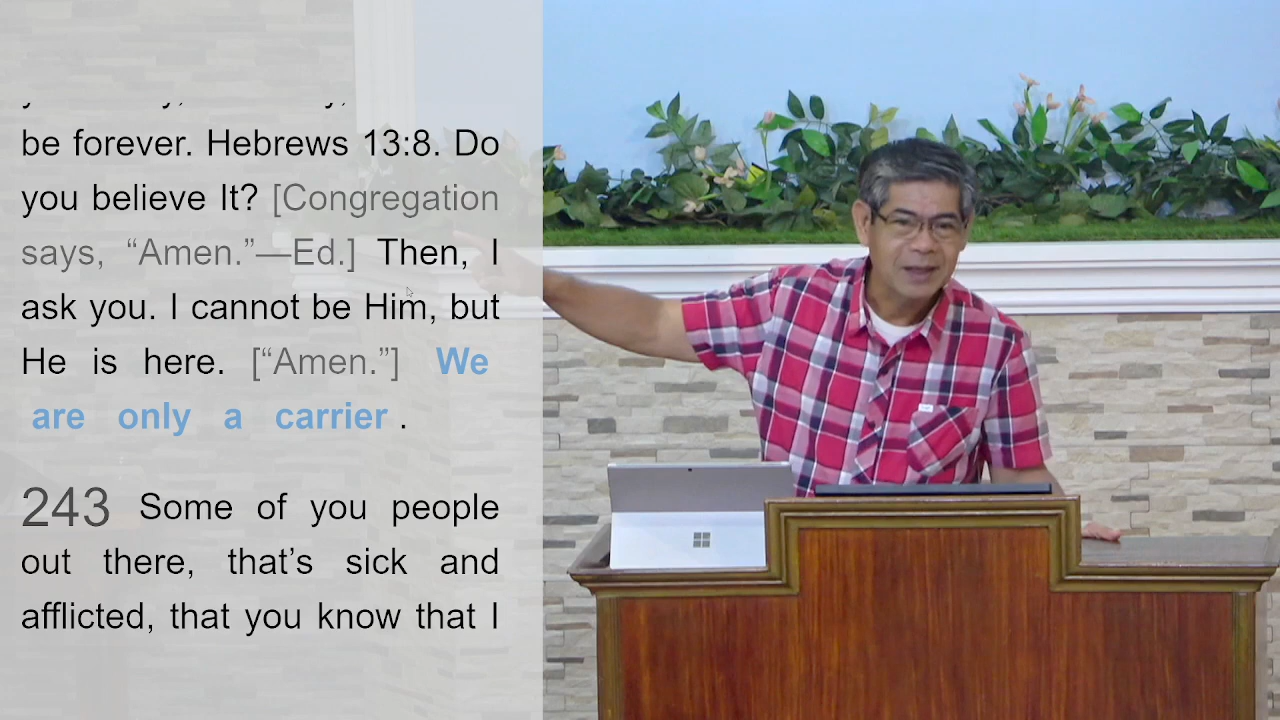 be forever. Hebrews 13:8. Do
you believe It? [Congregation
says, “Amen.”—Ed.] Then, I
ask you. I cannot be Him, but
He is here. [“Amen.”] We
are only a carrier .
243 Some of you people
out there, that’s sick and
afflicted, that you know that I